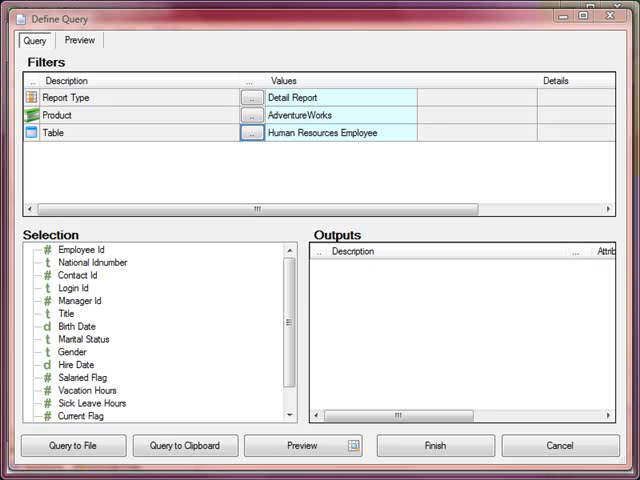 Define Query
Query Preview
Filters
.. Description ... Values Details
Report Type .. Detail Report
Product .. AdventureWorks
Table .. Human Resources Employee
Selection
# Employee Id
t National Idnumber
# Contact Id
t Login Id
# Manager Id
t Title
d Birth Date
t Marital Status
t Gender
d Hire Date
# Salaried Flag
# Vacation Hours
# Sick Leave Hours
# Current Flag
Outputs
.. Description ... Attrib
Query to File Query to Clipboard Preview Finish Cancel